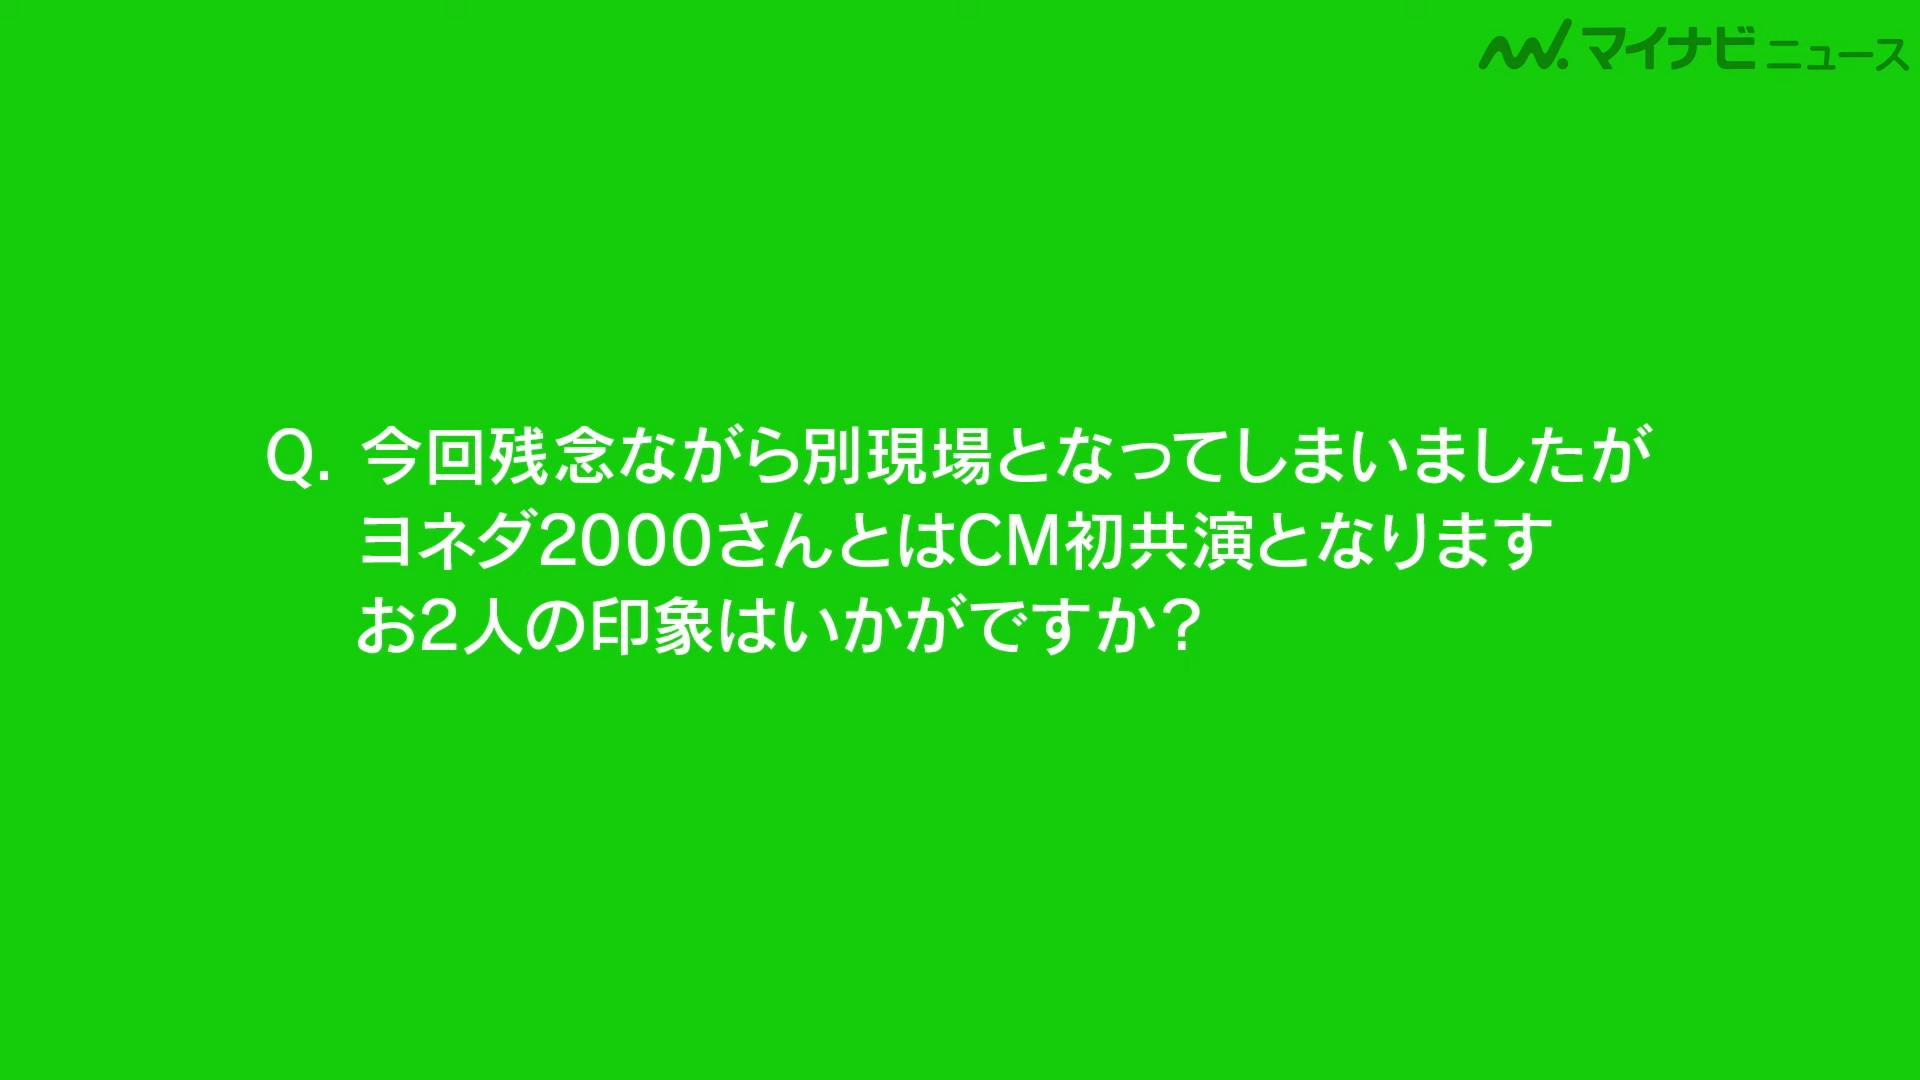 マイナビニュース
Q. 今回残念ながら別現場となってしまいましたが
ヨネダ2000さんとはCM初共演となります
お2人の印象はいかがですか?